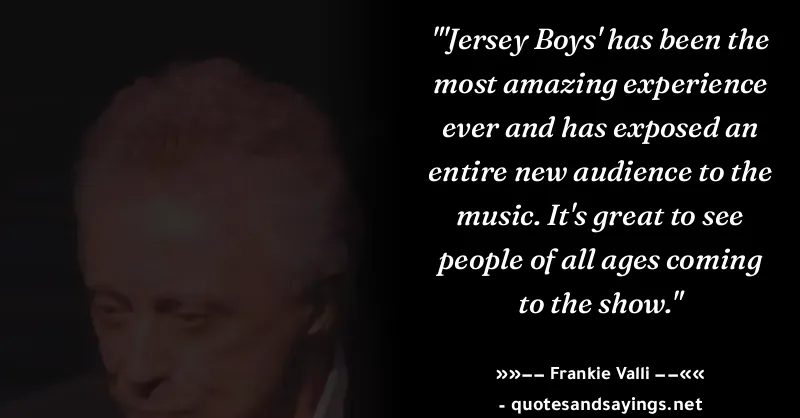 "'Jersey Boys' has been the
most amazing experience
ever and has exposed an
entire new audience to the
music. It's great to see
people of all ages coming
to the show."
»»−− Frankie Valli −−««
- quotesandsayings.net